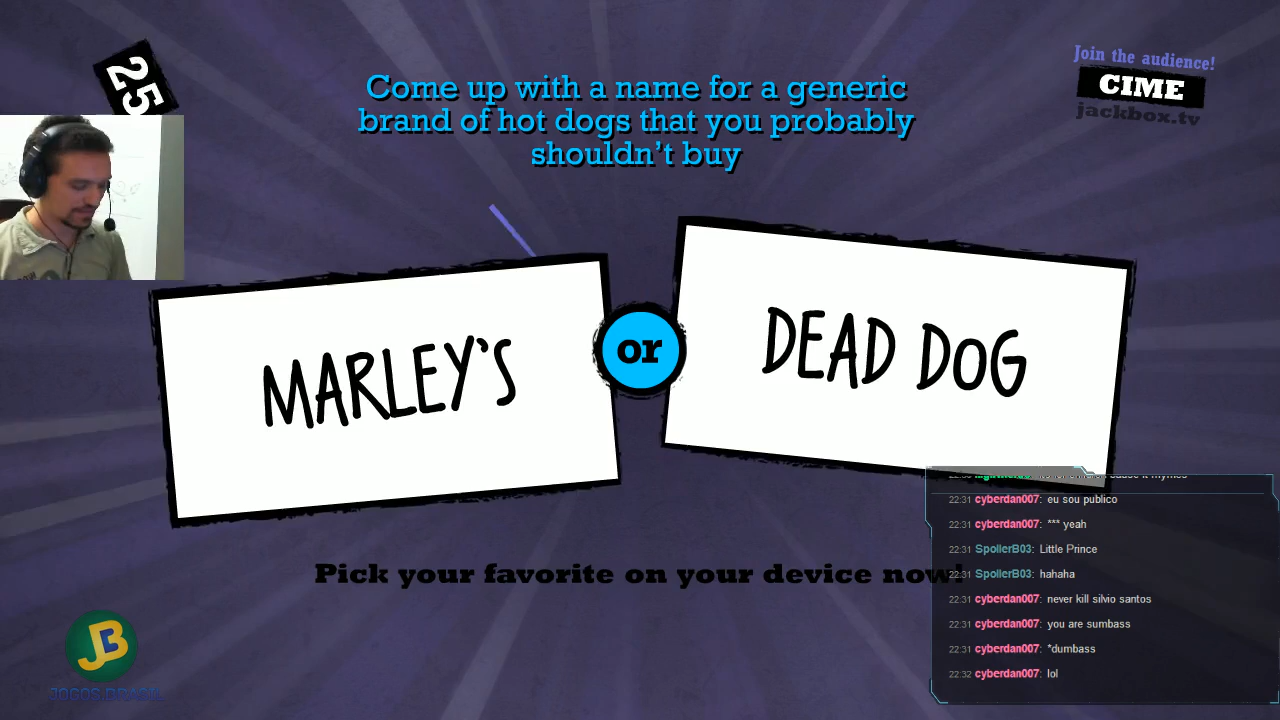 25
Join the audience!
CIME
jackbox.tv
Come up with a name for a generic
brand of hot dogs that you probably
shouldn't buy
MARLEY'S
or
DEAD DOG
Pick your favorite on your device now!
22:31 cyberdan007: eu sou publico
22:31 cyberdan007: *** yeah
22:31 SpoilerB03: Little Prince
22:31 SpoilerB03: hahaha
22:31 cyberdan007: never kill silvio santos
22:31 cyberdan007: you are sumbass
22:31 cyberdan007: *dumbass
22:32 cyberdan007: lol
JB
JOGOS.BRASIL